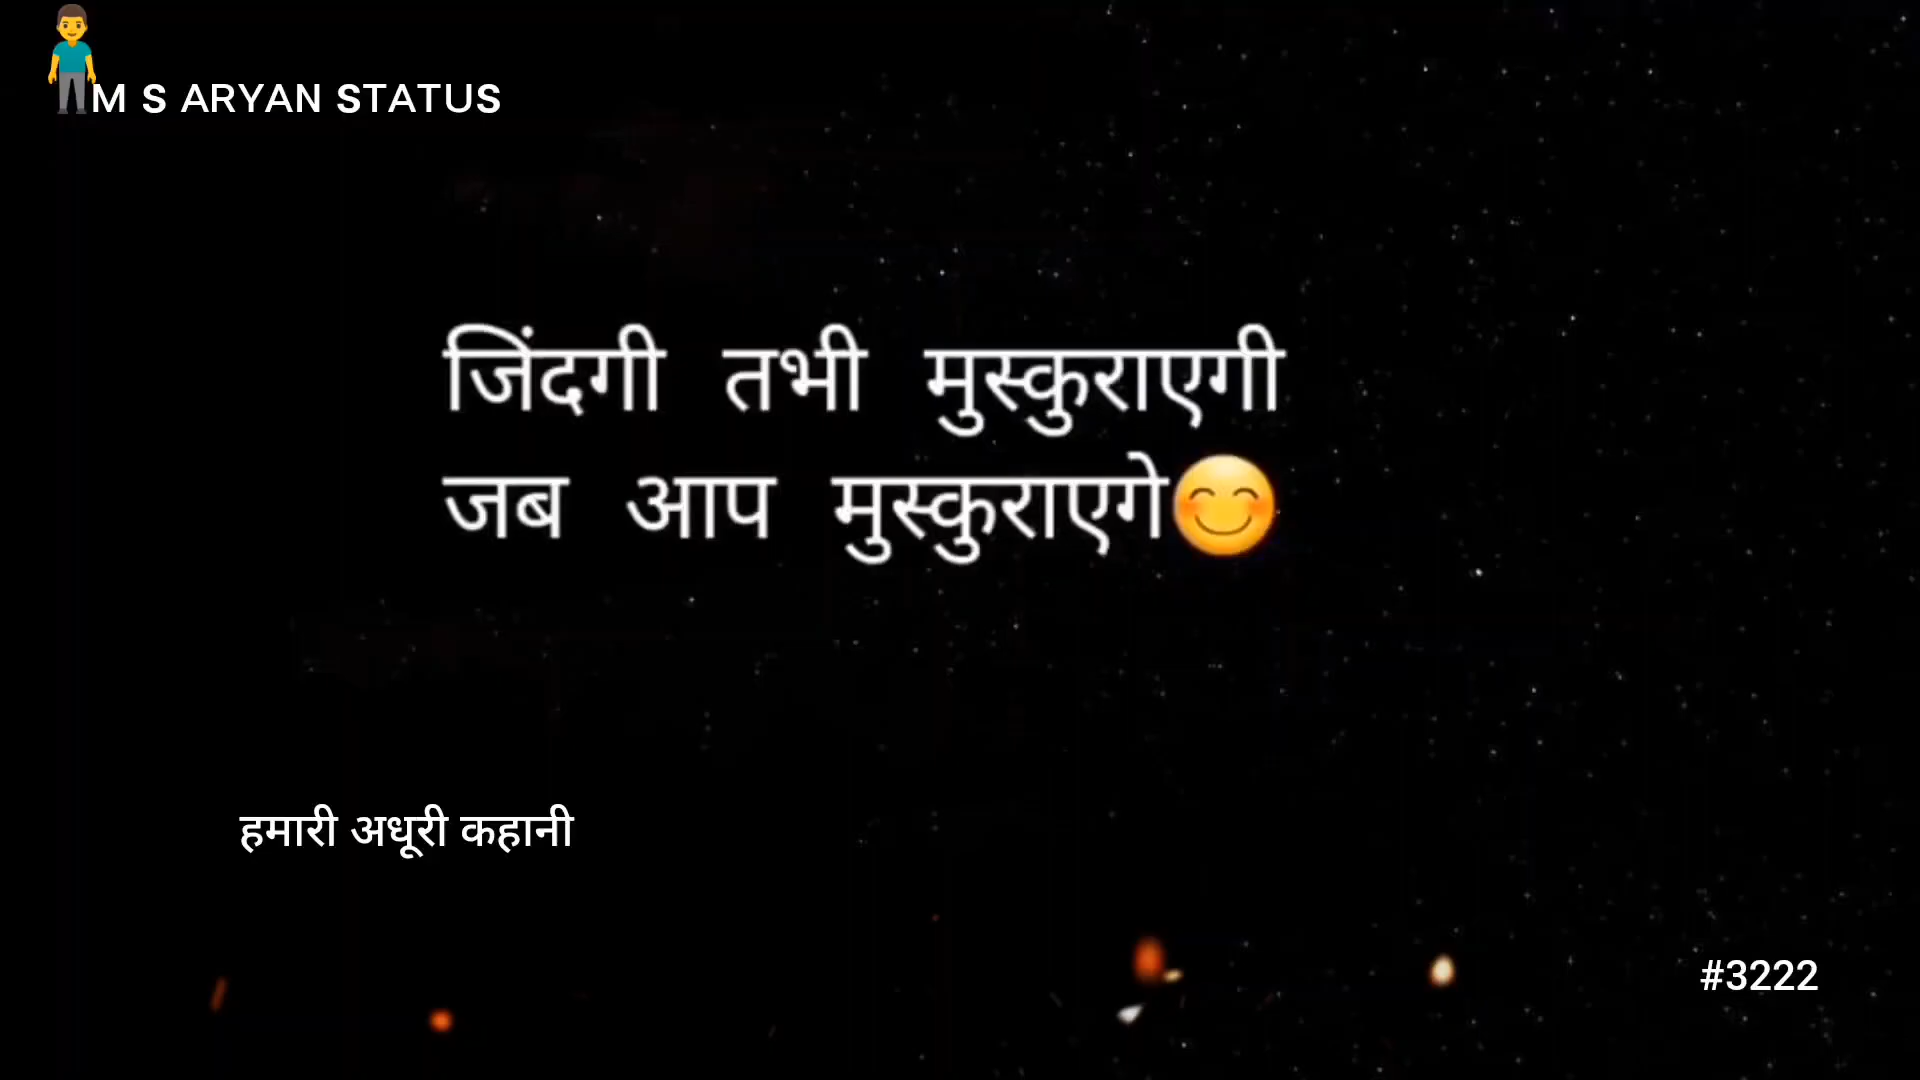 M S ARYAN STATUS
जिंदगी तभी मुस्कुराएगी
जब आप मुस्कुराएगे😊
हमारी अधूरी कहानी
#3222